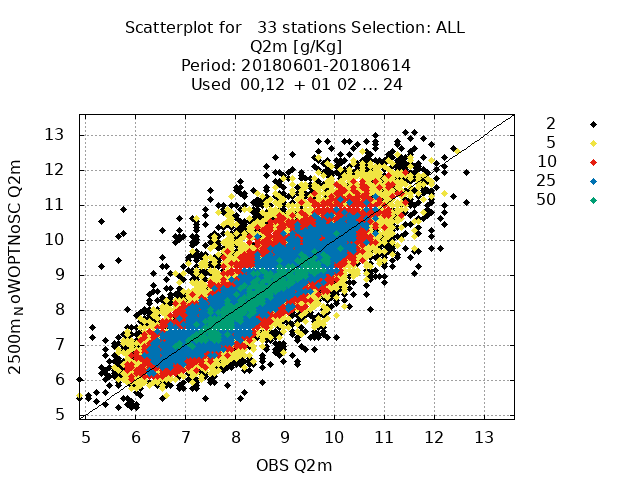 Scatterplot for 33 stations Selection: ALL
Q2m [g/Kg]
Period: 20180601-20180614
Used 00,12 + 01 02 ... 24
2
5
10
25
50
13
12
11
10
9
8
7
6
5
2500mNoWOPTNoSC Q2m
5 6 7 8 9 10 11 12 13
OBS Q2m